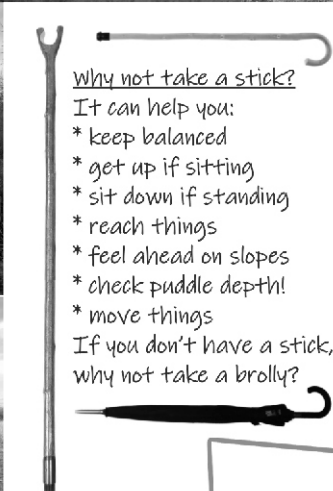 Why not take a stick?
It can help you:
* keep balanced
* get up if sitting
* sit down if standing
* reach things
* feel ahead on slopes
* check puddle depth!
* move things
If you don't have a stick,
why not take a brolly?